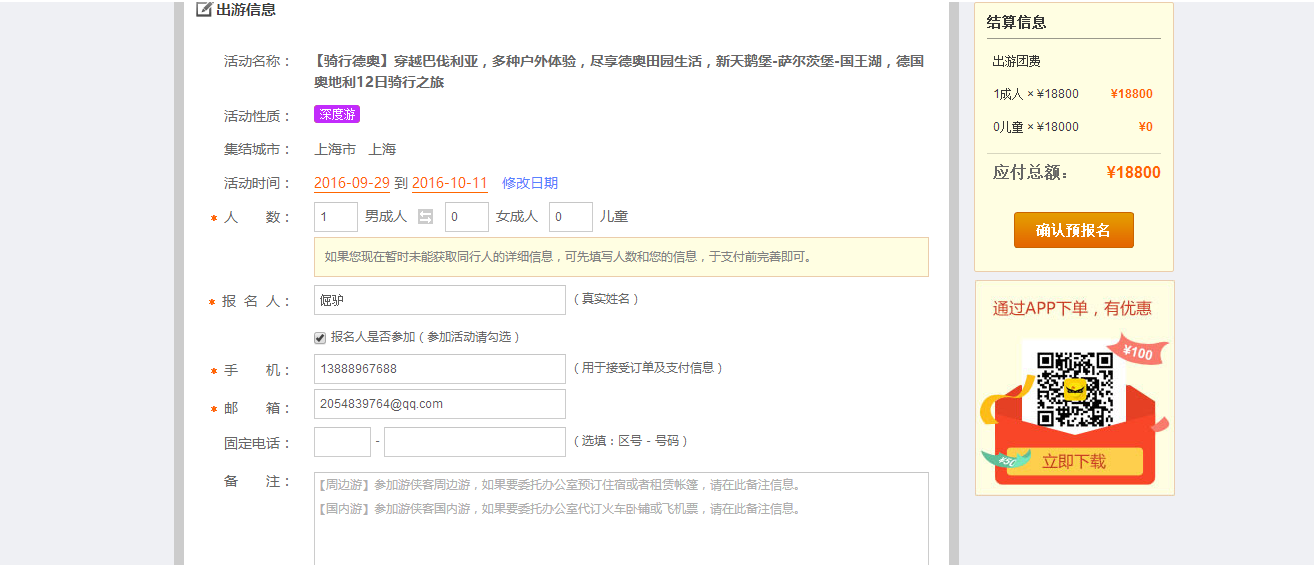 出游信息
活动名称：
【骑行德奥】穿越巴伐利亚，多种户外体验，尽享德奥田园生活，新天鹅堡-萨尔茨堡-国王湖，德国
奥地利12日骑行之旅
活动性质：
深度游
集结城市：
上海市 上海
活动时间：
2016-09-29 到 2016-10-11 修改日期
* 人 数：
1 男成人 0 女成人 0 儿童
如果您现在暂时未能获取同行人的详细信息，可先填写人数和您的信息，于支付前完善即可。
* 报 名 人：
倔驴
（真实姓名）
报名人是否参加（参加活动请勾选）
* 手 机：
13888967688
（用于接受订单及支付信息）
* 邮 箱：
2054839764@qq.com
固定电话：
-
（选填：区号 - 号码）
备 注：
【周边游】参加游侠客周边游，如果要委托办公室预订住宿或者租赁帐篷，请在此备注信息。
【国内游】参加游侠客国内游，如果要委托办公室代订火车卧铺或飞机票，请在此备注信息。
结算信息
出游团费
1成人 × ¥18800 ¥18800
0儿童 × ¥18000 ¥0
应付总额： ¥18800
确认预报名
通过APP下单，有优惠
¥100
¥50
立即下载